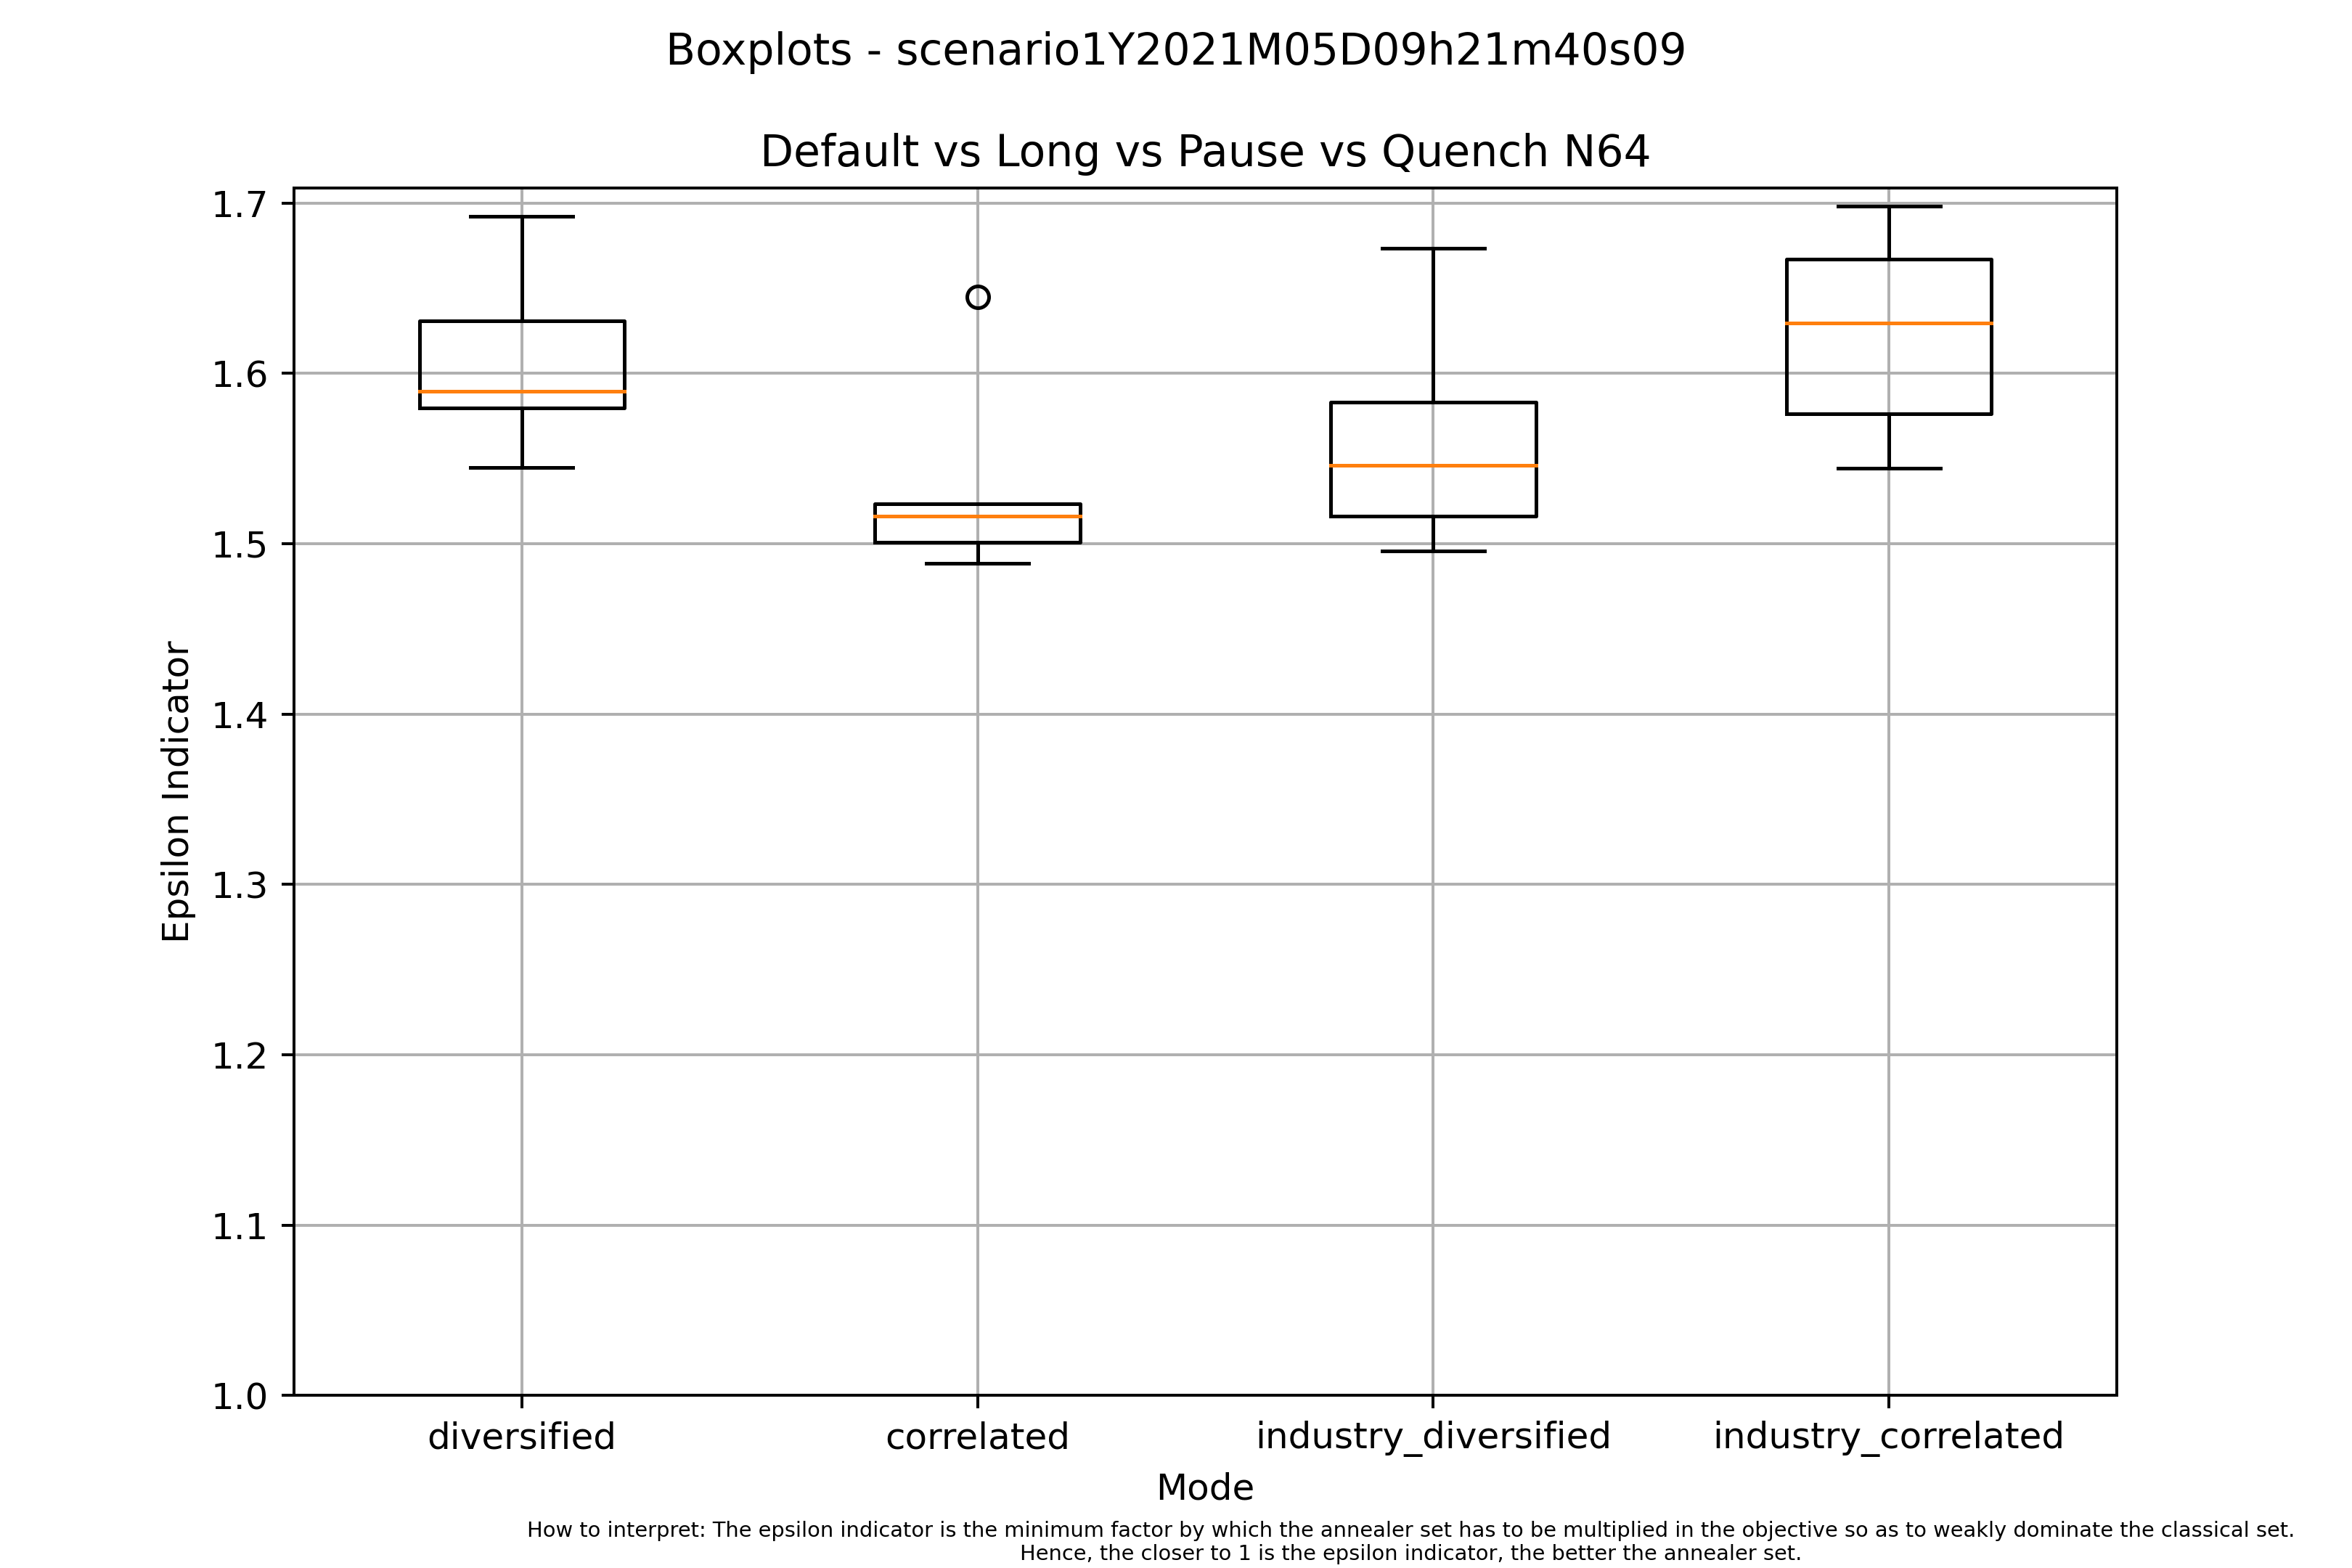 Boxplots - scenario1Y2021M05D09h21m40s09
Default vs Long vs Pause vs Quench N64
1.7
1.6
1.5
1.4
1.3
1.2
1.1
1.0
Epsilon Indicator
diversified correlated industry_diversified industry_correlated
Mode
How to interpret: The epsilon indicator is the minimum factor by which the annealer set has to be multiplied in the objective so as to weakly dominate the classical set.
Hence, the closer to 1 is the epsilon indicator, the better the annealer set.